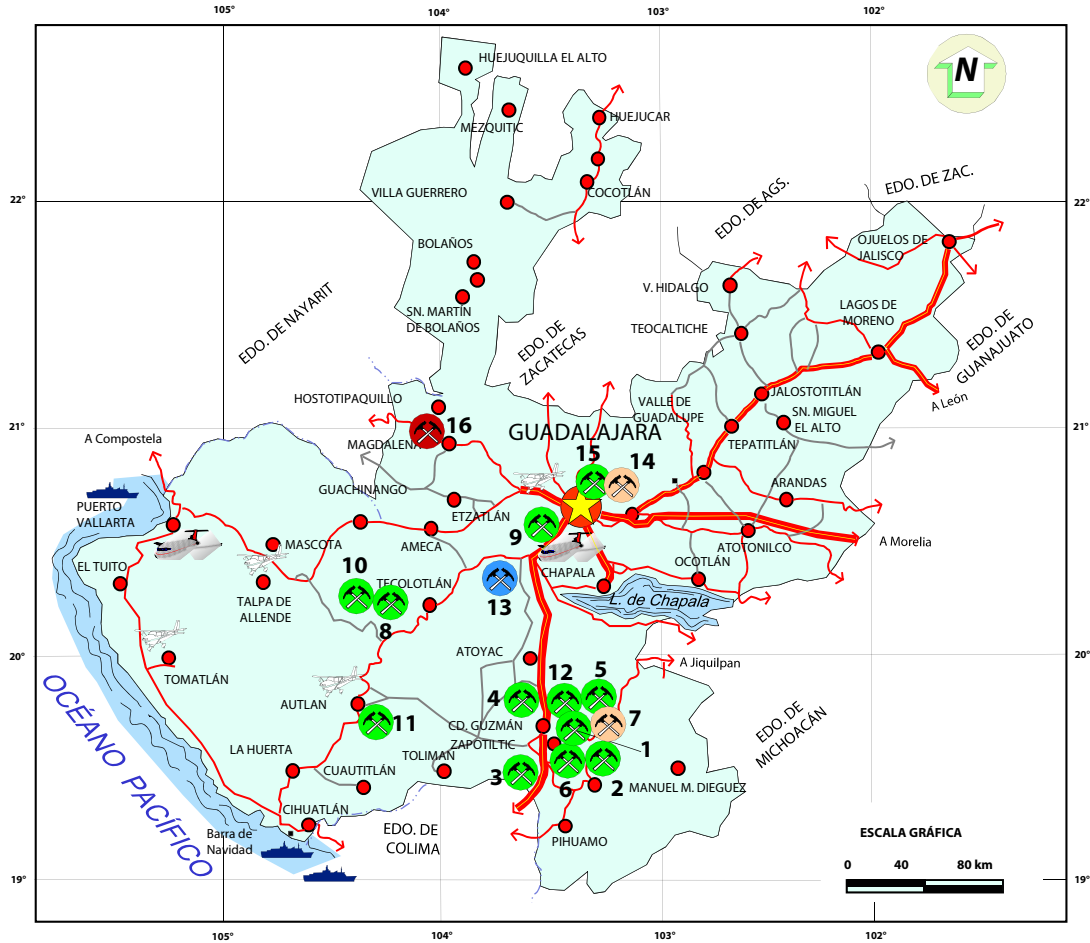 105°
104°
103°
102°
HUEJUQUILLA EL ALTO
N
MEZQUITIC
HUEJUCAR
EDO. DE ZAC.
VILLA GUERRERO
COCOTLÁN
22°
22°
EDO. DE AGS.
BOLAÑOS
OJUELOS DE
JALISCO
EDO. DE NAYARIT
V. HIDALGO
SN. MARTÍN
DE BOLAÑOS
LAGOS DE
MORENO
EDO. DE
ZACATECAS
TEOCALTICHE
EDO. DE
GUANAJUATO
HOSTOTIPAQUILLO
JALOSTOTITLÁN
A León
VALLE DE
GUADALUPE
SN. MIGUEL
EL ALTO
21°
21°
16
GUADALAJARA
A Compostela
MAGDALENA
TEPATITLÁN
15
14
GUACHINANGO
ARANDAS
PUERTO
VALLARTA
ETZATLÁN
9
MASCOTA
AMECA
ATOTONILCO
A Morelia
EL TUITO
10
TECOLOTLÁN
CHAPALA
OCOTLÁN
13
TALPA DE
ALLENDE
8
L. de Chapala
20°
20°
ATOYAC
A Jiquilpan
TOMATLÁN
12
5
4
AUTLAN
11
CD. GUZMÁN
7
EDO. DE
MICHOACÁN
OCÉANO PACÍFICO
LA HUERTA
TOLIMAN
ZAPOTILTIC
1
CUAUTITLÁN
3
6
2
MANUEL M. DIEGUEZ
CIHUATLÁN
Barra de
Navidad
EDO. DE
COLIMA
PIHUAMO
ESCALA GRÁFICA
0 40 80 km
19°
19°
105°
104°
103°
102°